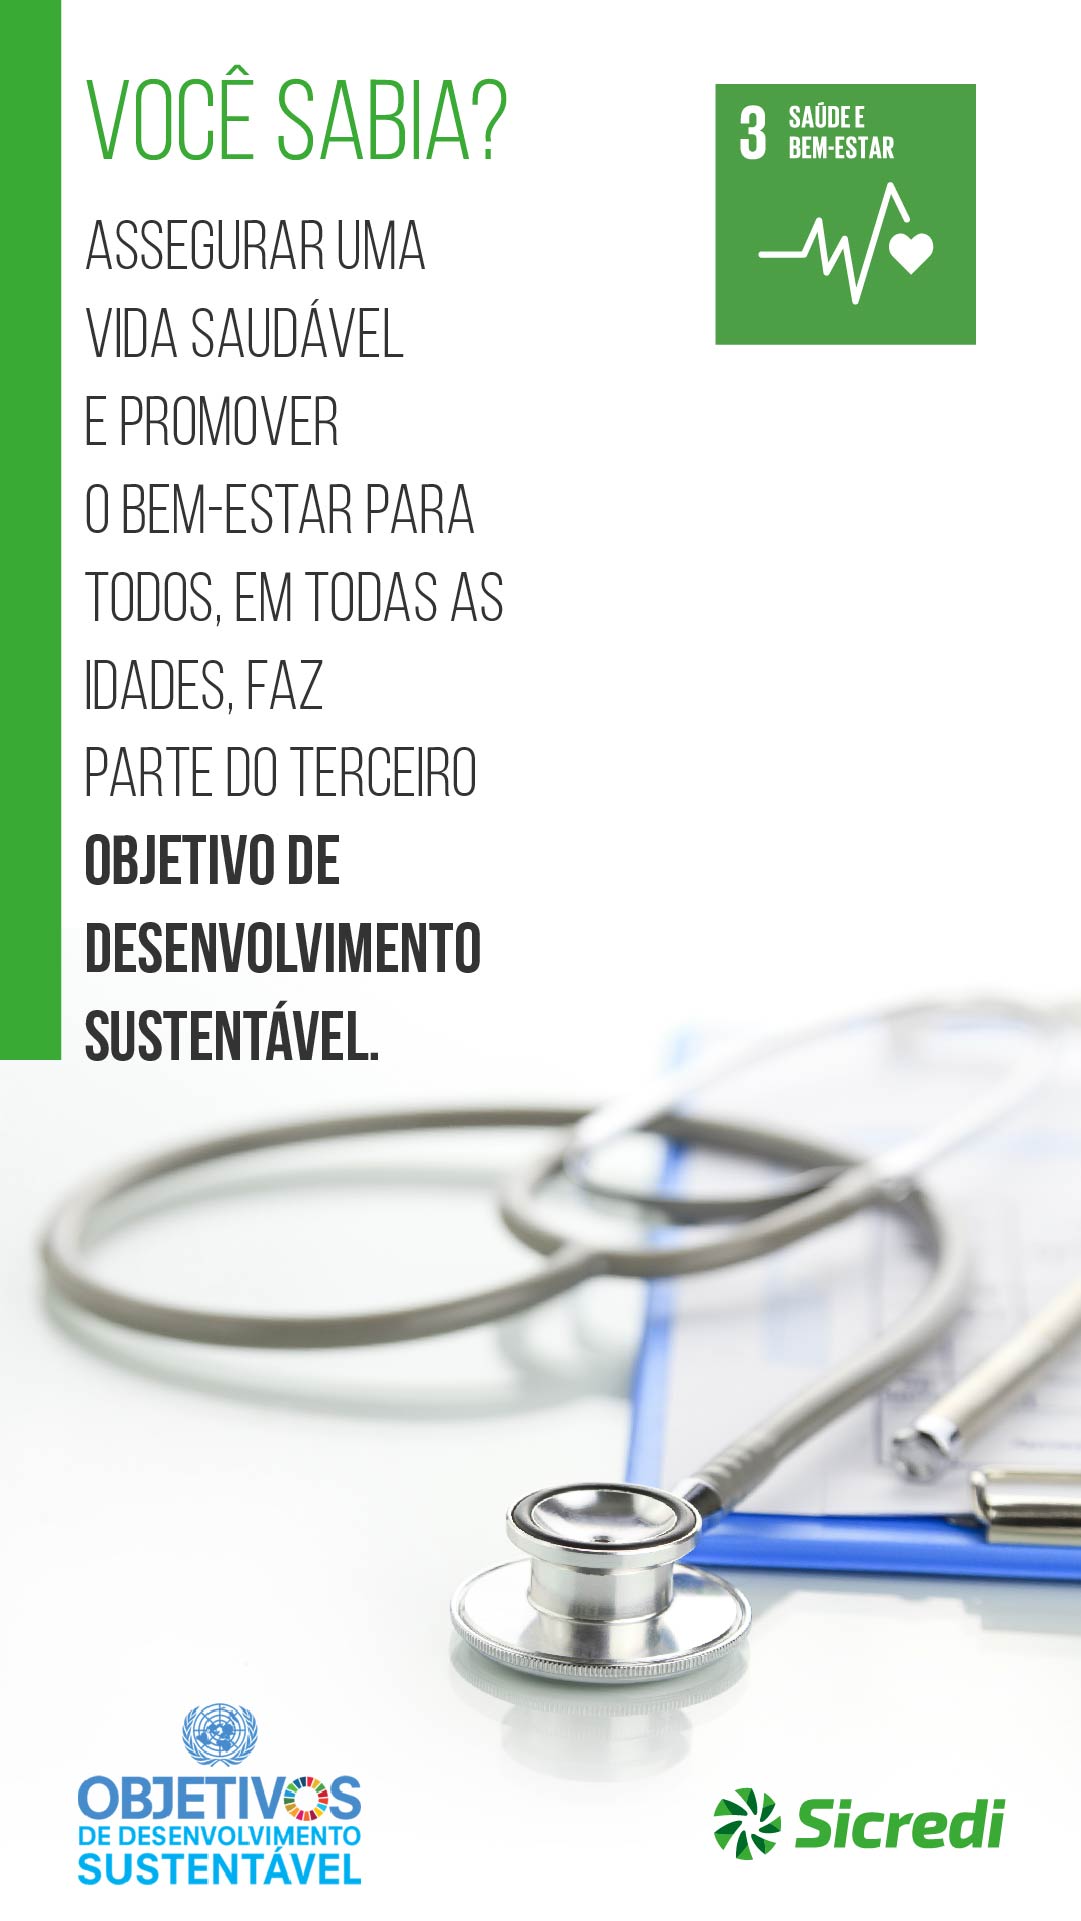 VOCÊ SABIA?
ASSEGURAR UMA
VIDA SAUDÁVEL
E PROMOVER
O BEM-ESTAR PARA
TODOS, EM TODAS AS
IDADES, FAZ
PARTE DO TERCEIRO
OBJETIVO DE
DESENVOLVIMENTO
SUSTENTÁVEL.
3 SAÚDE E
BEM-ESTAR
OBJETIVOS
DE DESENVOLVIMENTO
SUSTENTÁVEL
Sicredi